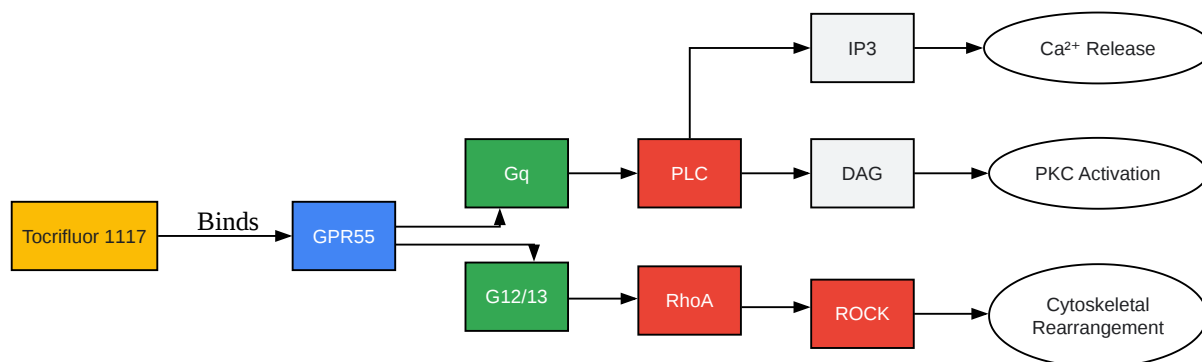 Tocrifluor 1117
Binds
GPR55
Gq
PLC
IP3
Ca²⁺ Release
DAG
PKC Activation
G12/13
RhoA
ROCK
Cytoskeletal
Rearrangement